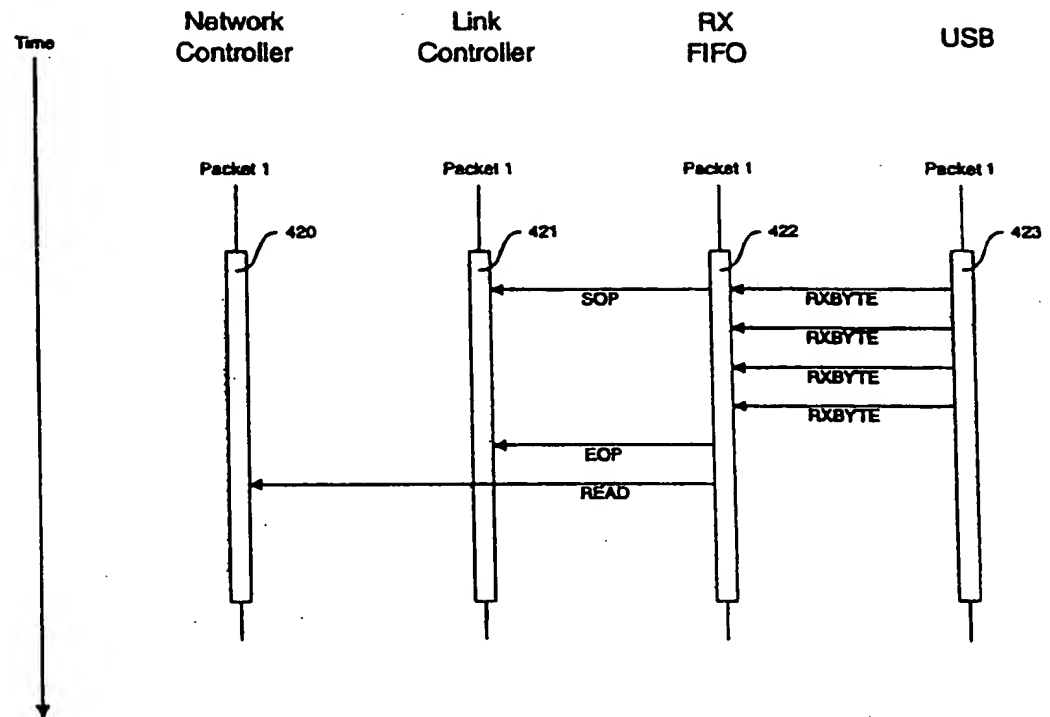 Time
Network
Controller
Link
Controller
RX
FIFO
USB
Packet 1
Packet 1
Packet 1
Packet 1
420
421
422
423
SOP
RXBYTE
RXBYTE
RXBYTE
RXBYTE
EOP
READ